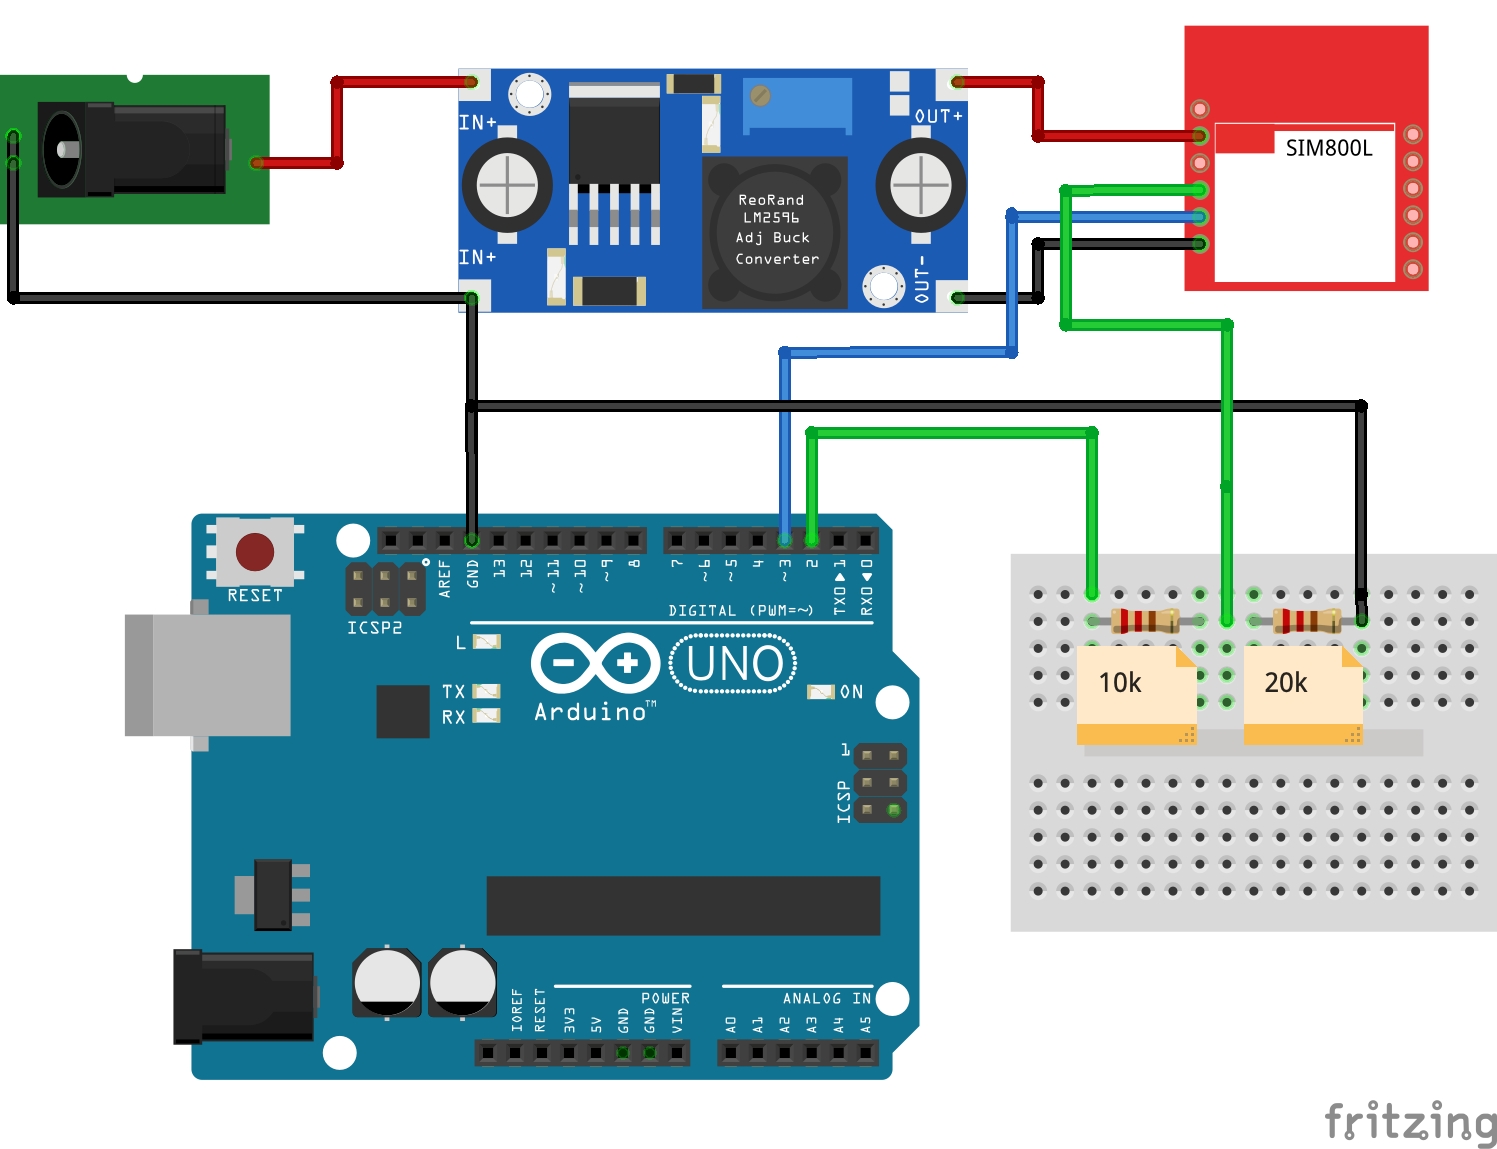 IN+
OUT+
SIM800L
ReoRand
LM2596
Adj Buck
Converter
IN+
OUT-
RESET
ICSP2
AREF
GND
13
12
~11
~10
~9
8
7
~6
~5
4
~3
2
TXD▶1
RXD◀0
DIGITAL (PWM=~)
L
TX
RX
UNO
Arduino™
ON
10k
20k
1
ICSP
IOREF
RESET
3V3
5V
GND
GND
VIN
POWER
ANALOG IN
A0
A1
A2
A3
A4
A5
fritzing